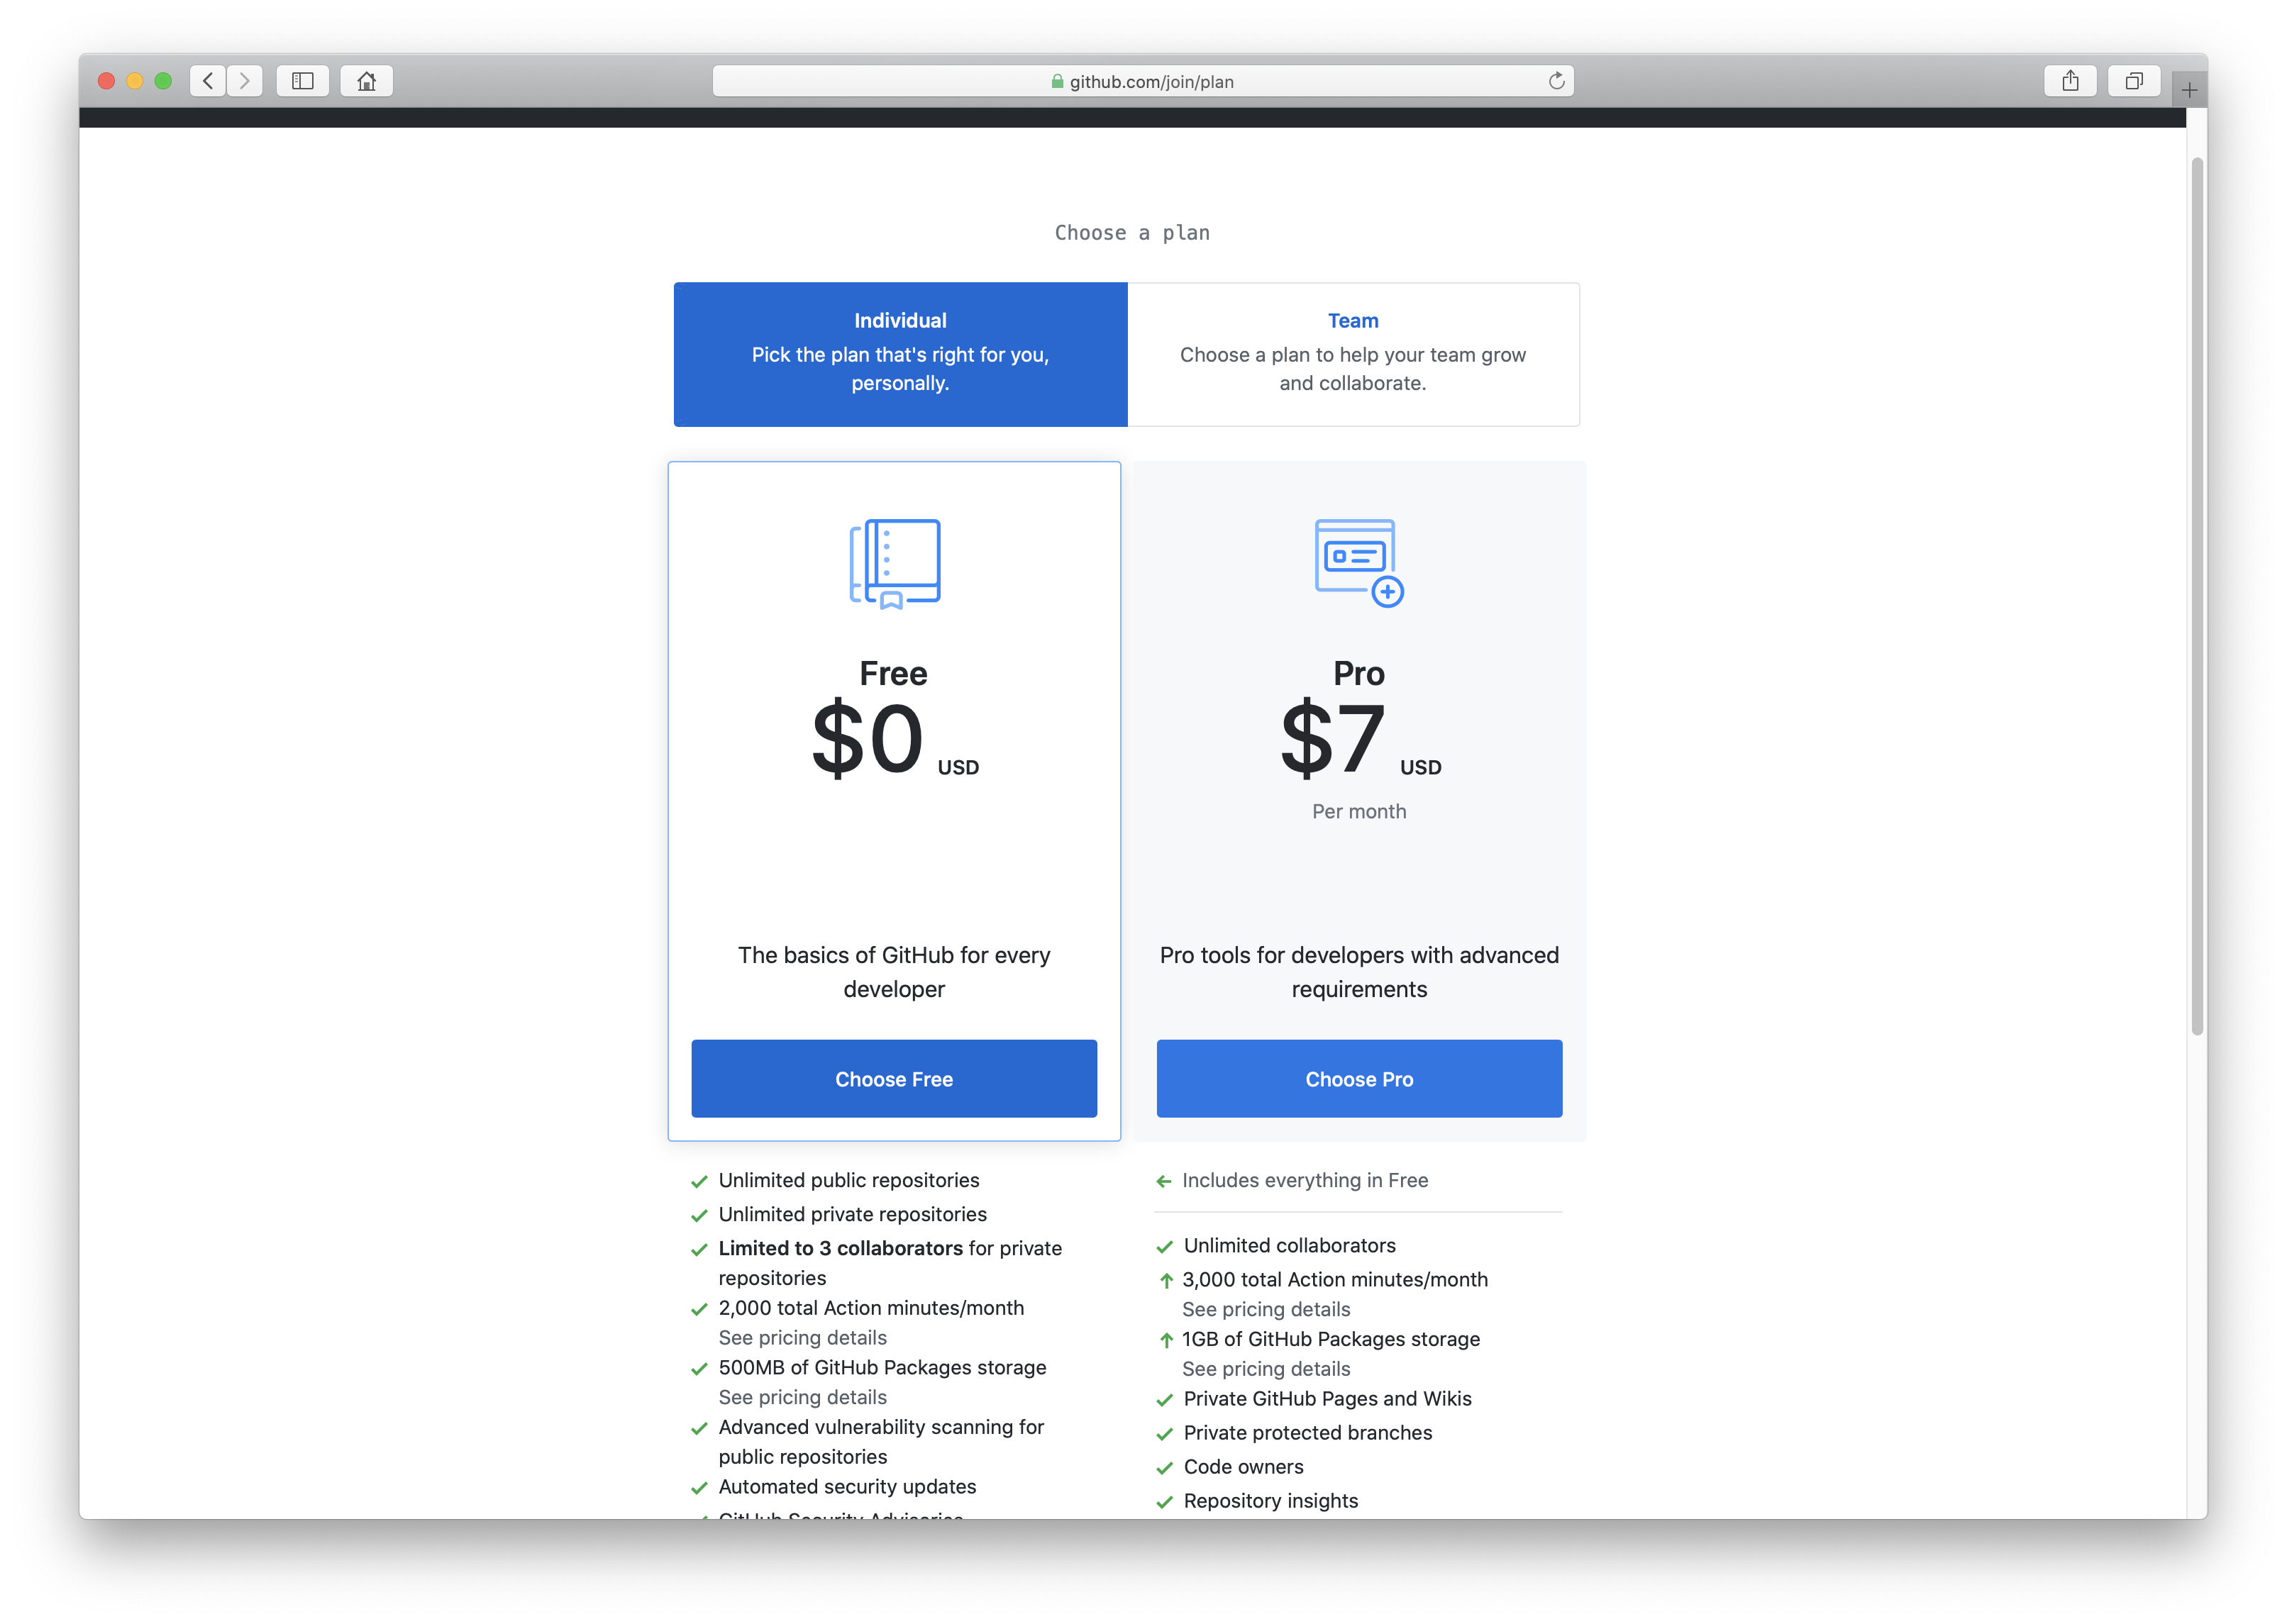 github.com/join/plan
Choose a plan
Individual
Pick the plan that's right for you,
personally.
Team
Choose a plan to help your team grow
and collaborate.
Free
$0 USD
The basics of GitHub for every
developer
Choose Free
Unlimited public repositories
Unlimited private repositories
Limited to 3 collaborators for private
repositories
2,000 total Action minutes/month
See pricing details
500MB of GitHub Packages storage
See pricing details
Advanced vulnerability scanning for
public repositories
Automated security updates
GitHub Security Advisories
Pro
$7 USD
Per month
Pro tools for developers with advanced
requirements
Choose Pro
Includes everything in Free
Unlimited collaborators
3,000 total Action minutes/month
See pricing details
1GB of GitHub Packages storage
See pricing details
Private GitHub Pages and Wikis
Private protected branches
Code owners
Repository insights